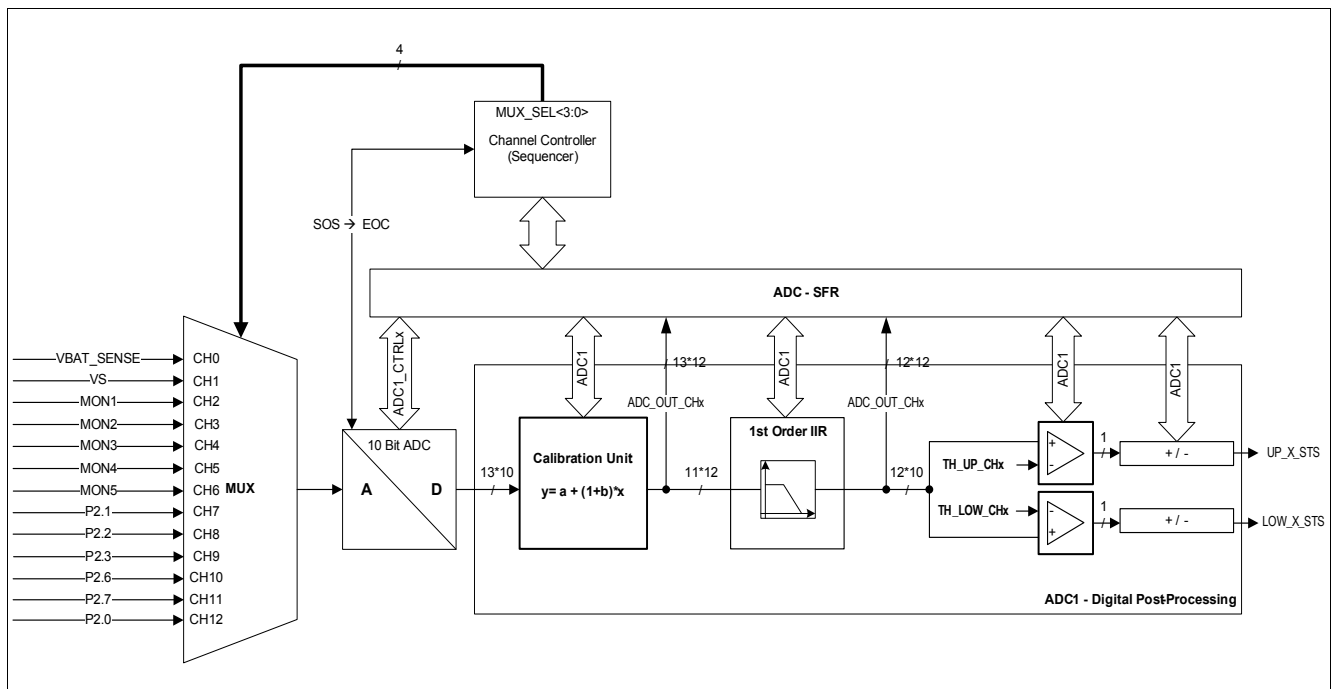 4
MUX_SEL<3:0>
Channel Controller
(Sequencer)
SOS → EOC
ADC - SFR
VBAT_SENSE
VS
MON1
MON2
MON3
MON4
MON5
P2.1
P2.2
P2.3
P2.6
P2.7
P2.0
CH0
CH1
CH2
CH3
CH4
CH5
CH6
CH7
CH8
CH9
CH10
CH11
CH12
MUX
ADC1_CTRLx
10 Bit ADC
A
D
13*10
ADC1
Calibration Unit
y= a + (1+b)*x
13*12
ADC_OUT_CHx
11*12
ADC1
1st Order IIR
12*12
ADC_OUT_CHx
12*10
ADC1
TH_UP_CHx
+
-
1
ADC1
+ / -
UP_X_STS
TH_LOW_CHx
-
+
1
+ / -
LOW_X_STS
ADC1 - Digital Post-Processing